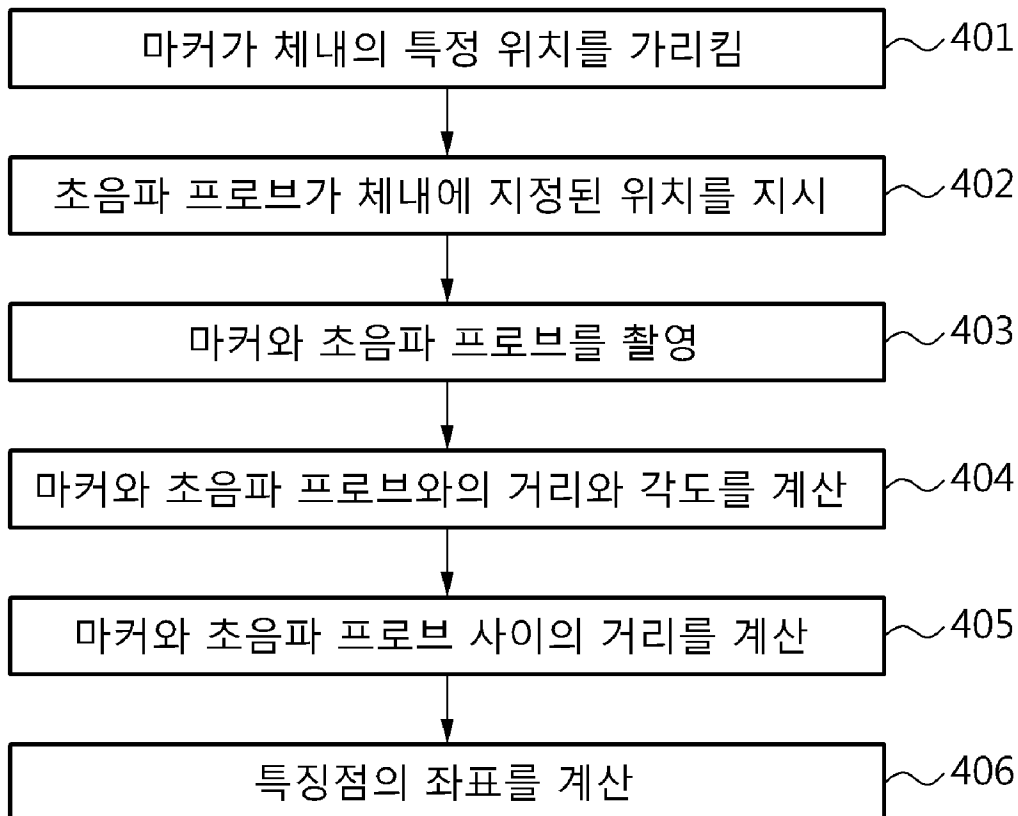 마커가 체내의 특정 위치를 가리킴 401
초음파 프로브가 체내에 지정된 위치를 지시 402
마커와 초음파 프로브를 촬영 403
마커와 초음파 프로브와의 거리와 각도를 계산 404
마커와 초음파 프로브 사이의 거리를 계산 405
특징점의 좌표를 계산 406